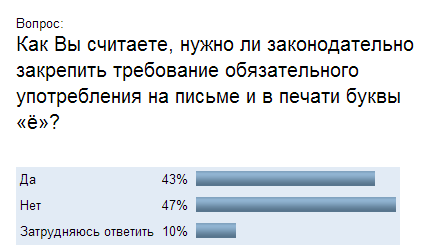 Вопрос:
Как Вы считаете, нужно ли законодательно
закрепить требование обязательного
употребления на письме и в печати буквы
«ё»?
Да 43%
Нет 47%
Затрудняюсь ответить 10%